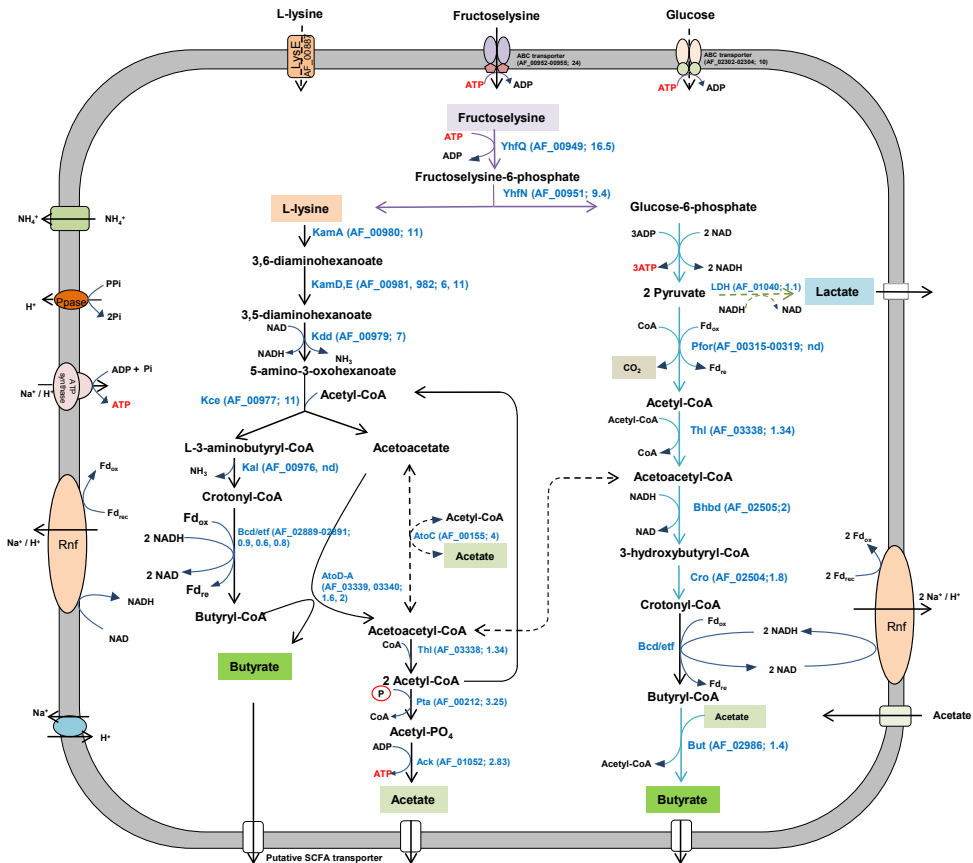 L-lysine
Fructoselysine
Glucose
LysE
AF_00887
ABC transporter
(AF_00952-00955; 24)
ABC transporter
(AF_02302-02304; 10)
ATP
ADP
ATP
ADP
Fructoselysine
ATP
ADP
YhfQ (AF_00949; 16.5)
Fructoselysine-6-phosphate
YhfN (AF_00951; 9.4)
L-lysine
Glucose-6-phosphate
KamA (AF_00980; 11)
3,6-diaminohexanoate
KamD,E (AF_00981, 982; 6, 11)
3,5-diaminohexanoate
NAD
NADH
Kdd (AF_00979; 7)
NH₃
5-amino-3-oxohexanoate
Kce (AF_00977; 11)
Acetyl-CoA
L-3-aminobutyryl-CoA
Acetoacetate
NH₃
Kal (AF_00976, nd)
Crotonyl-CoA
Fdox
2 NADH
Bcd/etf (AF_02889-02891;
0.9, 0.6, 0.8)
2 NAD
Fdre
Butyryl-CoA
Butyrate
Acetyl-CoA
AtoC (AF_00155; 4)
Acetate
AtoD-A
(AF_03339, 03340;
1.6, 2)
Acetoacetyl-CoA
CoA
Thl (AF_03338; 1.34)
2 Acetyl-CoA
P
Pta (AF_00212; 3.25)
CoA
Acetyl-PO₄
ADP
Ack (AF_01052; 2.83)
ATP
Acetate
3ADP
2 NAD
3ATP
2 NADH
2 Pyruvate
LDH (AF_01040; 1.1)
NADH
NAD
Lactate
CoA
Fdox
Pfor(AF_00315-00319; nd)
CO₂
Fdre
Acetyl-CoA
Acetyl-CoA
Thl (AF_03338; 1.34)
CoA
Acetoacetyl-CoA
NADH
Bhbd (AF_02505;2)
NAD
3-hydroxybutyryl-CoA
Cro (AF_02504;1.8)
Crotonyl-CoA
Fdox
Bcd/etf
2 NADH
2 NAD
Fdre
Butyryl-CoA
Acetate
But (AF_02986; 1.4)
Acetyl-CoA
Butyrate
NH₄⁺
NH₄⁺
H⁺
Ppase
PPi
2Pi
Na⁺ / H⁺
ATP
synthase
ADP + Pi
ATP
Fdox
Fdrec
Na⁺ / H⁺
Rnf
NADH
NAD
Na⁺
H⁺
2 Fdox
2 Fdrec
2 Na⁺ / H⁺
Rnf
Acetate
Putative SCFA transporter